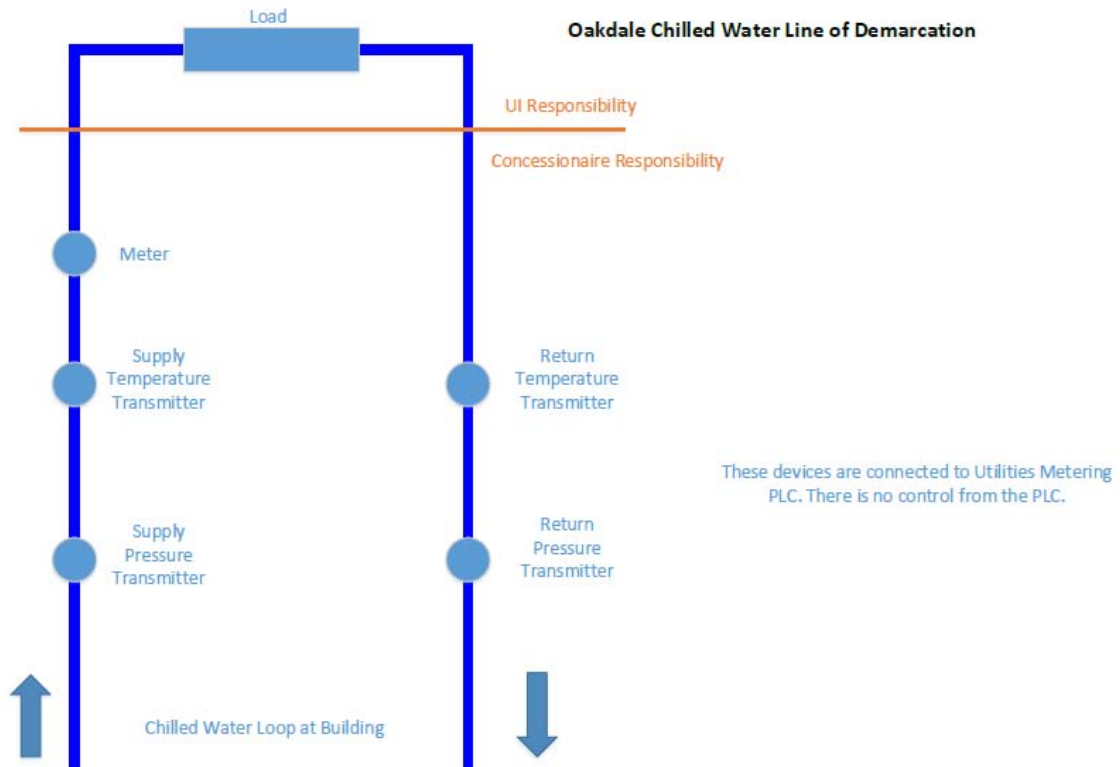 Load
Oakdale Chilled Water Line of Demarcation
UI Responsibility
Concessionaire Responsibility
Meter
Supply
Temperature
Transmitter
Return
Temperature
Transmitter
These devices are connected to Utilities Metering
PLC. There is no control from the PLC.
Supply
Pressure
Transmitter
Return
Pressure
Transmitter
Chilled Water Loop at Building